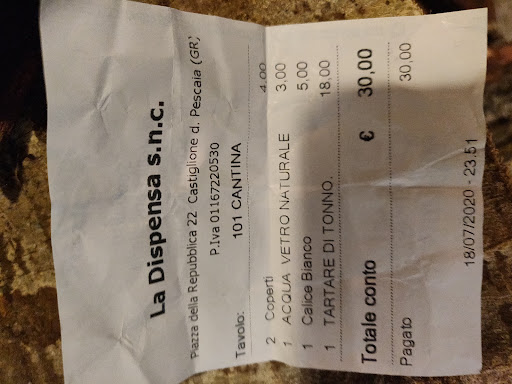 La Dispensa s.n.c.
Piazza della Repubblica 22 Castiglione d. Pescaia (GR)
P.Iva 01167220530
Tavolo: 101 CANTINA
2 Coperti 4,00
1 ACQUA VETRO NATURALE 3,00
1 Calice Bianco 5,00
1 TARTARE DI TONNO. 18,00
Totale conto € 30,00
Pagato 30,00
18/07/2020 - 23.51